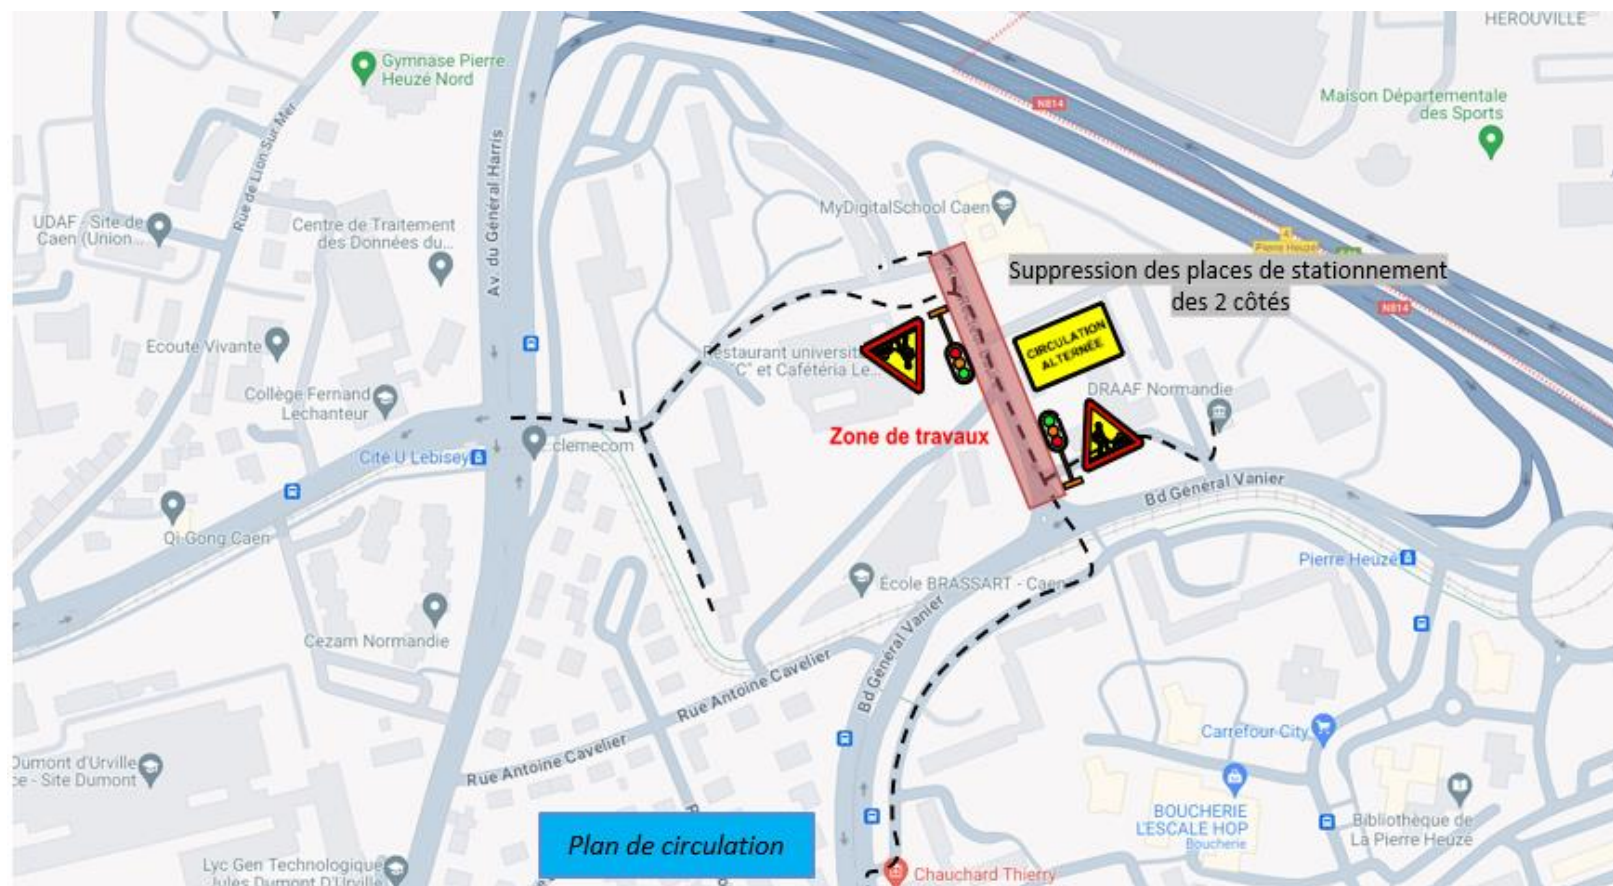 HEROUVILLE
Gymnase Pierre
Heuzé Nord
N814
Maison Départementale
des Sports
Rue de Lion Sur Mer
Av. du Général Harris
MyDigitalSchool Caen
UDAF - Site de
Caen (Union...
Centre de Traitement
des Données du...
4
Pierre Heuzé
Suppression des places de stationnement
des 2 côtés
N814
CIRCULATION
ALTERNÉE
Ecoute Vivante
Restaurant universit
"C" et Cafétéria Le...
DRAAF Normandie
Collège Fernand
Lechanteur
Zone de travaux
clemecom
Cité U Lebisey
Bd Général Vanier
Qi Gong Caen
Pierre Heuzé
École BRASSART - Caen
Cezam Normandie
Bd Général Vanier
Rue Antoine Cavelier
Carrefour City
Rue Antoine Cavelier
Dumont d'Urville
ce - Site Dumont
BOUCHERIE
L'ESCALE HOP
Boucherie
Bibliothèque de
La Pierre Heuzé
Plan de circulation
Lyc Gen Technologique
Jules Dumont D'Urville
Chauchard Thierry